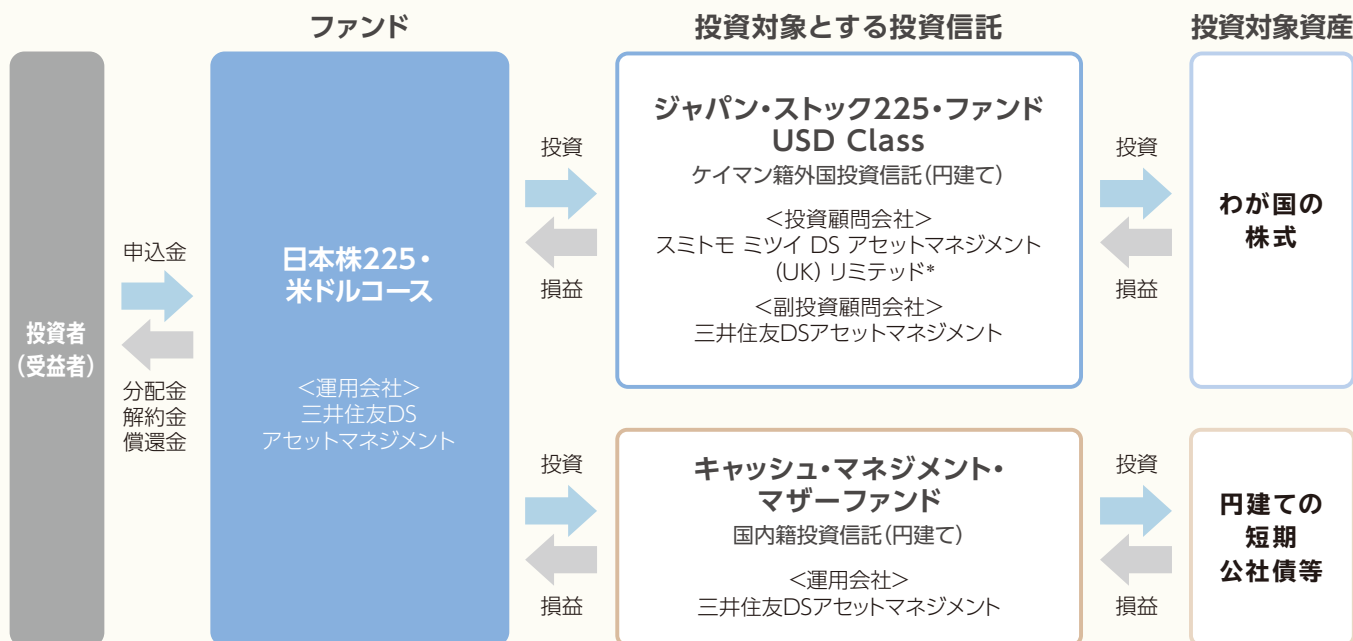 ファンド
投資対象とする投資信託
投資対象資産
投資者
(受益者)
申込金
分配金
解約金
償還金
日本株225・
米ドルコース
<運用会社>
三井住友DS
アセットマネジメント
投資
損益
ジャパン・ストック225・ファンド
USD Class
ケイマン籍外国投資信託(円建て)
<投資顧問会社>
スミトモ ミツイ DS アセットマネジメント
(UK) リミテッド*
<副投資顧問会社>
三井住友DSアセットマネジメント
投資
損益
わが国の
株式
投資
損益
キャッシュ・マネジメント・
マザーファンド
国内籍投資信託(円建て)
<運用会社>
三井住友DSアセットマネジメント
投資
損益
円建ての
短期
公社債等